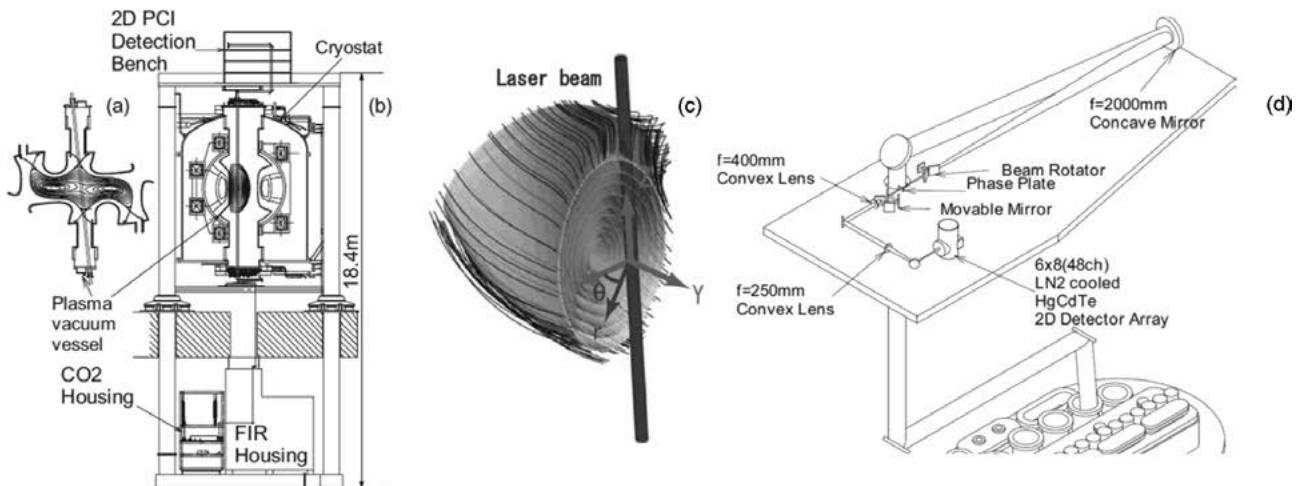 2D PCI
Detection
Bench
Cryostat
(a)
(b)
18.4m
Plasma
vacuum
vessel
CO2
Housing
FIR
Housing
Laser beam
(c)
θ
r
Y
(d)
f=2000mm
Concave Mirror
f=400mm
Convex Lens
Beam Rotator
Phase Plate
Movable Mirror
6x8(48ch)
LN2 cooled
HgCdTe
2D Detector Array
f=250mm
Convex Lens